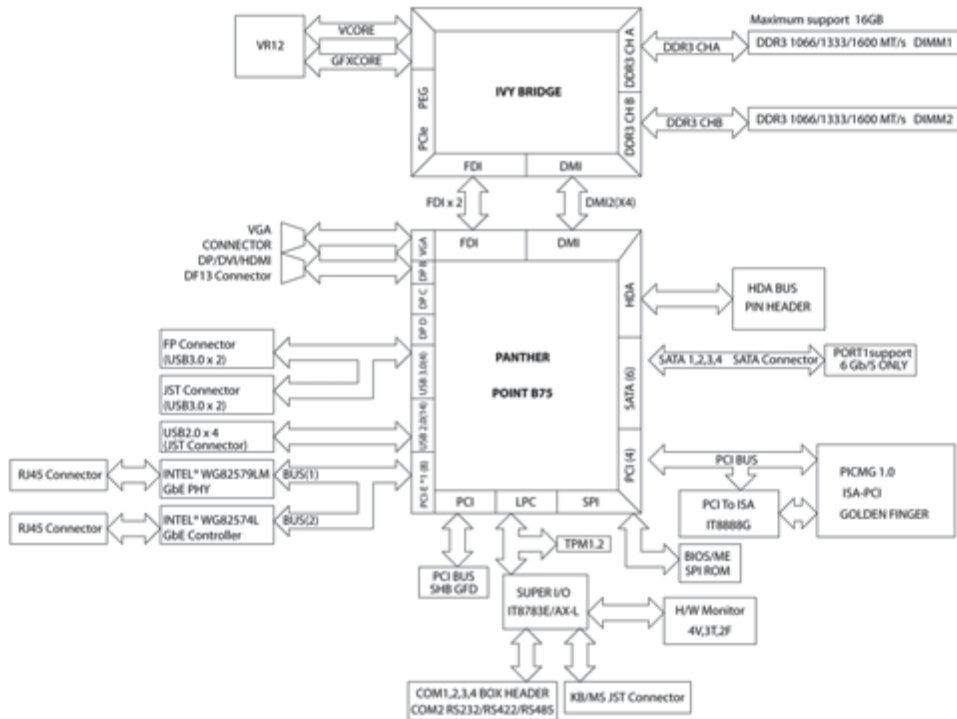 Maximum support 16GB
VR12
VCORE
GFXCORE
PEG
PCIe
IVY BRIDGE
DDR3 CH A
DDR3 CH B
DDR3 CHA
DDR3 1066/1333/1600 MT/s DIMM1
DDR3 CHB
DDR3 1066/1333/1600 MT/s DIMM2
FDI
DMI
FDI x 2
DMI2(X4)
VGA
CONNECTOR
DP/DVI/HDMI
DF13 Connector
FDI
DMI
VGA
DP B
DP C
DP D
USB 3.0(4)
USB 2.0(14)
PCI-E *1 (8)
PANTHER
POINT B75
HDA
SATA (6)
PCI (4)
PCI
LPC
SPI
HDA BUS
PIN HEADER
SATA 1,2,3,4 SATA Connector
PORT1support
6 Gb/S ONLY
FP Connector
(USB3.0 x 2)
JST Connector
(USB3.0 x 2)
USB2.0 x 4
(JST Connector)
RJ45 Connector
INTEL® WG82579LM
GbE PHY
BUS(1)
RJ45 Connector
INTEL® WG82574L
GbE Controller
BUS(2)
PCI BUS
PCI To ISA
IT8888G
PICMG 1.0
ISA-PCI
GOLDEN FINGER
TPM1.2
BIOS/ME
SPI ROM
PCI BUS
SHB GFD
SUPER I/O
IT8783E/AX-L
H/W Monitor
4V,3T,2F
COM1,2,3,4 BOX HEADER
COM2 RS232/RS422/RS485
KB/MS JST Connector